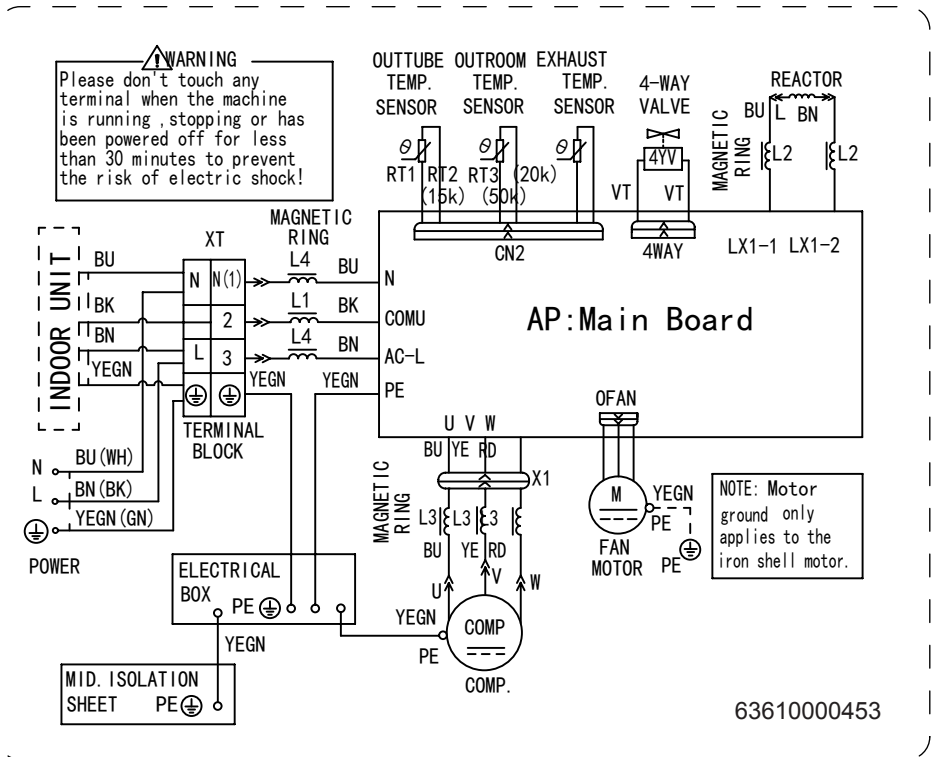 WARNING
Please don't touch any
terminal when the machine
is running ,stopping or has
been powered off for less
than 30 minutes to prevent
the risk of electric shock!
OUTTUBE OUTROOM EXHAUST
TEMP. TEMP. TEMP.
SENSOR SENSOR SENSOR
θ θ θ
RT1 RT2 RT3 (20k)
(15k) (50k)
CN2
4-WAY
VALVE
4YV
VT VT
4WAY
MAGNETIC
RING
REACTOR
BU L BN
L2 L2
LX1-1 LX1-2
INDOOR UNIT
BU
BK
BN
YEGN
XT
N N(1)
2
L 3
TERMINAL
BLOCK
MAGNETIC
RING
L4 BU
L1 BK
L4 BN
YEGN YEGN
N
COMU
AC-L
PE
AP:Main Board
U V W
BU YE RD
X1
MAGNETIC
RING
L3 L3 L3
BU YE RD
U V W
YEGN
PE
COMP
COMP.
OFAN
M
YEGN
PE
FAN
MOTOR
PE
NOTE: Motor
ground only
applies to the
iron shell motor.
N BU(WH)
L BN(BK)
YEGN(GN)
POWER
ELECTRICAL
BOX
PE
YEGN
MID. ISOLATION
SHEET PE
63610000453